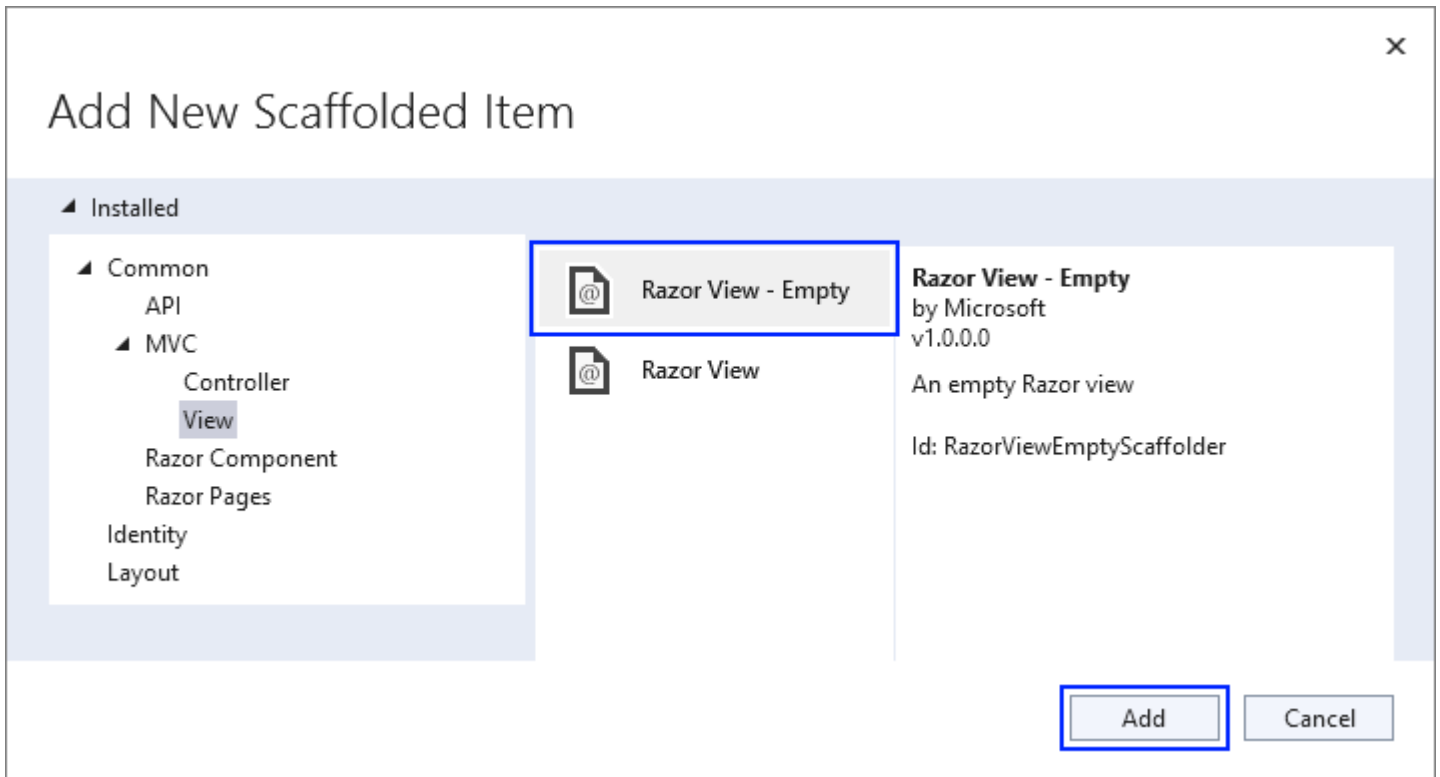 ×
Add New Scaffolded Item
Installed
Common
API
MVC
Controller
View
Razor Component
Razor Pages
Identity
Layout
@ Razor View - Empty
@ Razor View
Razor View - Empty
by Microsoft
v1.0.0.0
An empty Razor view
Id: RazorViewEmptyScaffolder
Add
Cancel